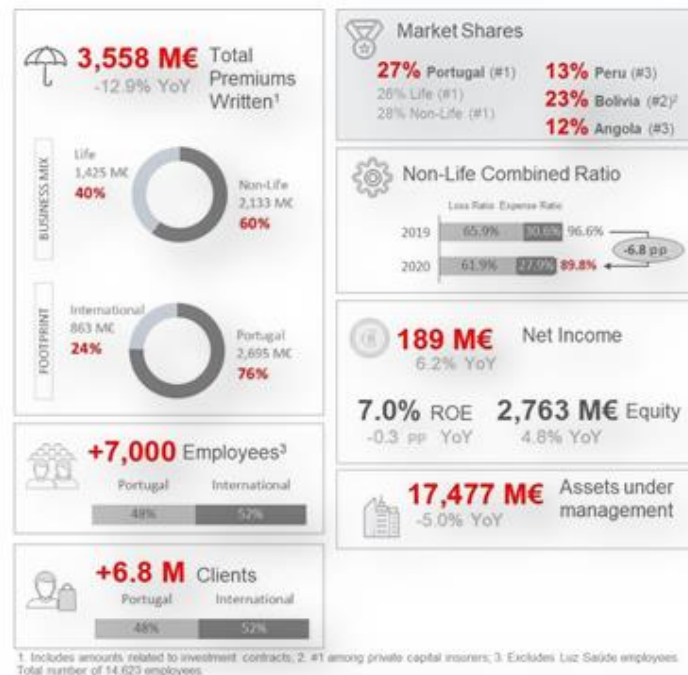 3,558 M€ Total Premiums Written¹
-12.9% YoY
BUSINESS MIX
Life
1,425 M€
40%
Non-Life
2,133 M€
60%
FOOTPRINT
International
863 M€
24%
Portugal
2,695 M€
76%
+7,000 Employees³
Portugal International
48% 52%
+6.8 M Clients
Portugal International
48% 52%
Market Shares
27% Portugal (#1)
26% Life (#1)
28% Non-Life (#1)
13% Peru (#3)
23% Bolivia (#2)²
12% Angola (#3)
Non-Life Combined Ratio
Loss Ratio Expense Ratio
2019 65.9% 30.6% 96.6%
-6.8 pp
2020 61.9% 27.9% 89.8%
189 M€ Net Income
6.2% YoY
7.0% ROE 2,763 M€ Equity
-0.3 pp YoY 4.8% YoY
17,477 M€ Assets under management
-5.0% YoY
1. Includes amounts related to investment contracts; 2. #1 among private capital insurers; 3. Excludes Luz Saúde employees.
Total number of 14,623 employees